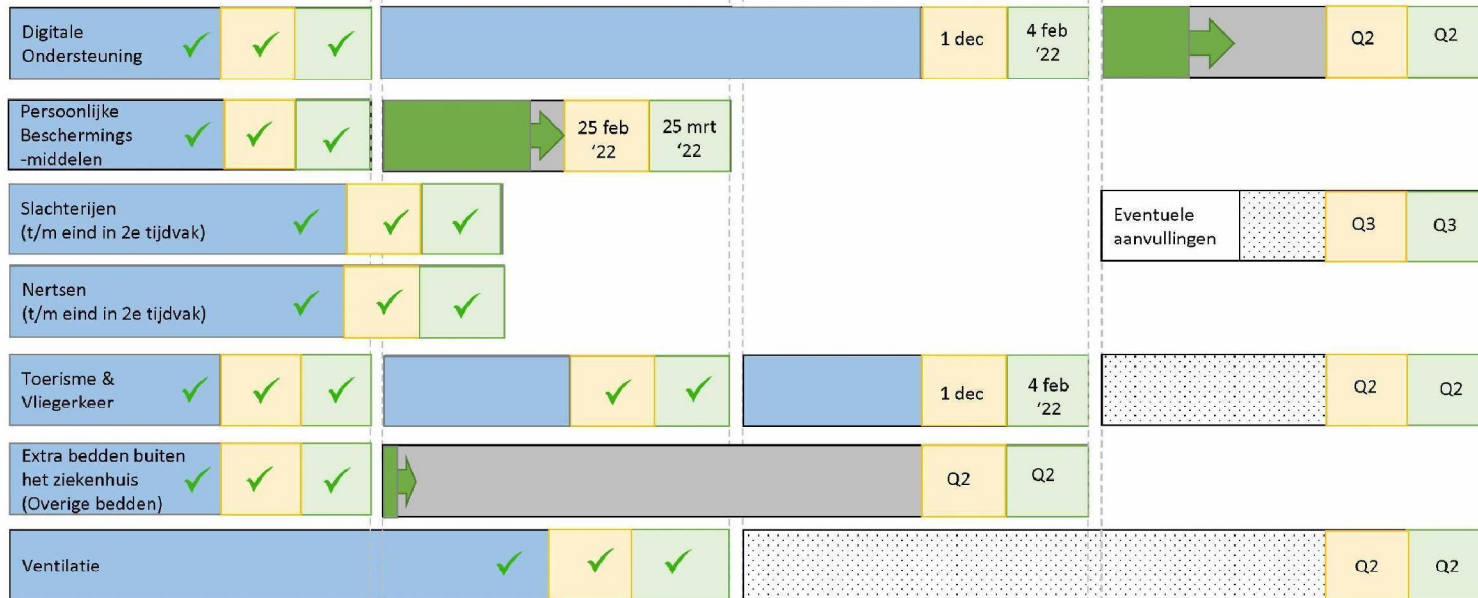 Digitale
Ondersteuning
1 dec
4 feb
'22
Q2
Q2
Persoonlijke
Beschermings
-middelen
25 feb
'22
25 mrt
'22
Slachterijen
(t/m eind in 2e tijdvak)
Eventuele
aanvullingen
Q3
Q3
Nertsen
(t/m eind in 2e tijdvak)
Toerisme &
Vliegerkeer
1 dec
4 feb
'22
Q2
Q2
Extra bedden buiten
het ziekenhuis
(Overige bedden)
Q2
Q2
Ventilatie
Q2
Q2